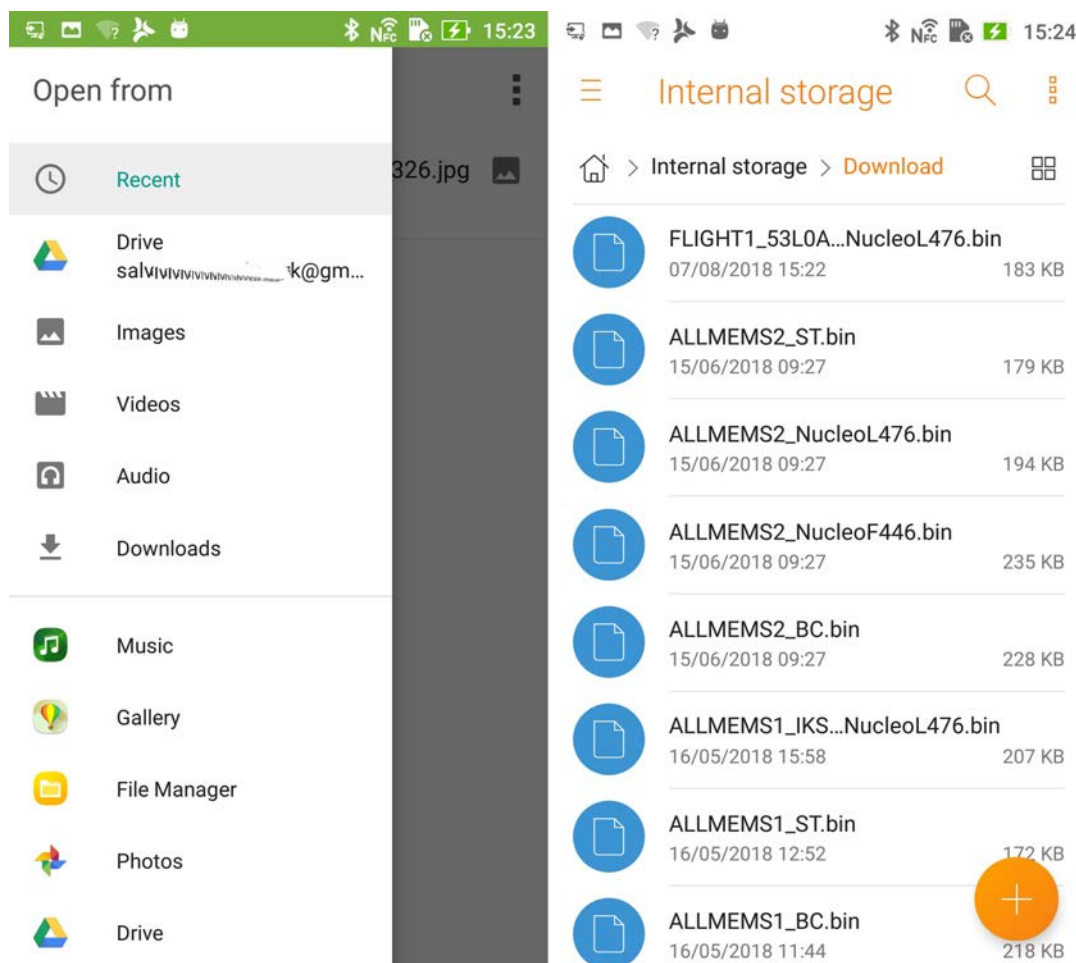 15:23
Open from
326.jpg
Recent
Drive
k@gm...
Images
Videos
Audio
Downloads
Music
Gallery
File Manager
Photos
Drive
NFC
15:24
Internal storage
Internal storage > Download
FLIGHT1_53L0A...NucleoL476.bin
07/08/2018 15:22 183 KB
ALLMEMS2_ST.bin
15/06/2018 09:27 179 KB
ALLMEMS2_NucleoL476.bin
15/06/2018 09:27 194 KB
ALLMEMS2_NucleoF446.bin
15/06/2018 09:27 235 KB
ALLMEMS2_BC.bin
15/06/2018 09:27 228 KB
ALLMEMS1_IKS...NucleoL476.bin
16/05/2018 15:58 207 KB
ALLMEMS1_ST.bin
16/05/2018 12:52 172 KB
ALLMEMS1_BC.bin
16/05/2018 11:44 218 KB